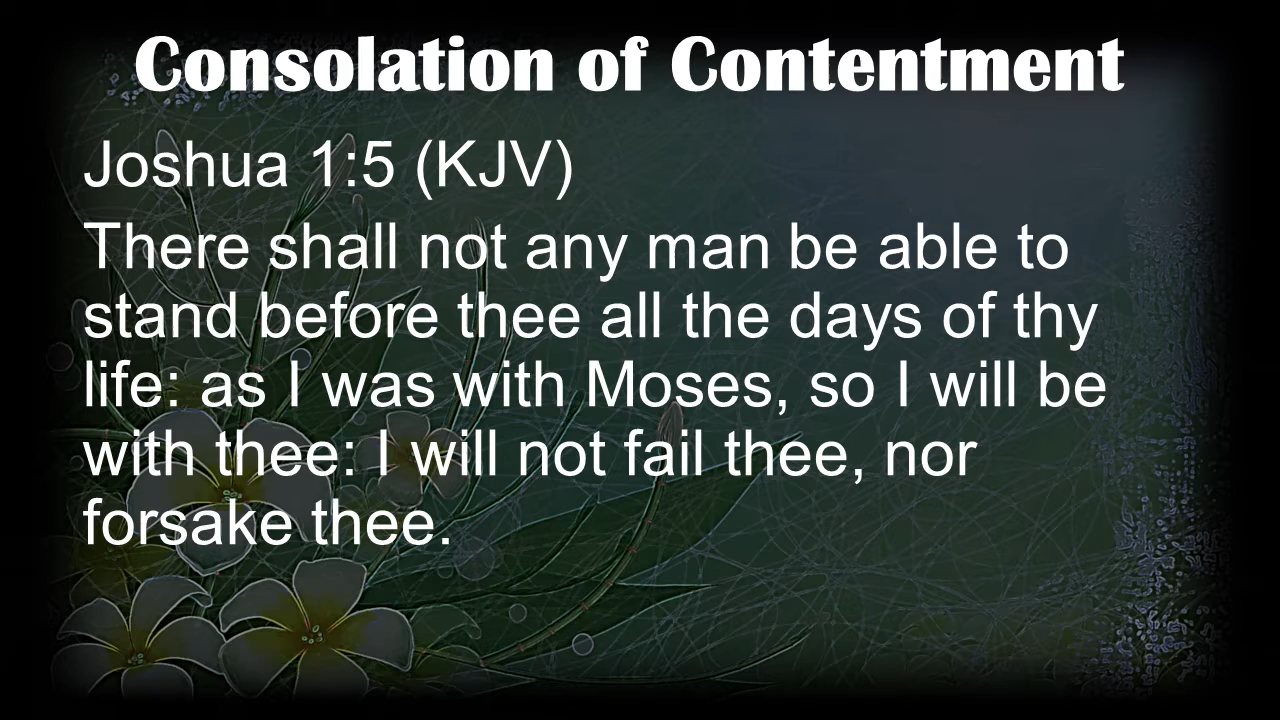 Consolation of Contentment
Joshua 1:5 (KJV)
There shall not any man be able to
stand before thee all the days of thy
life: as I was with Moses, so I will be
with thee: I will not fail thee, nor
forsake thee.